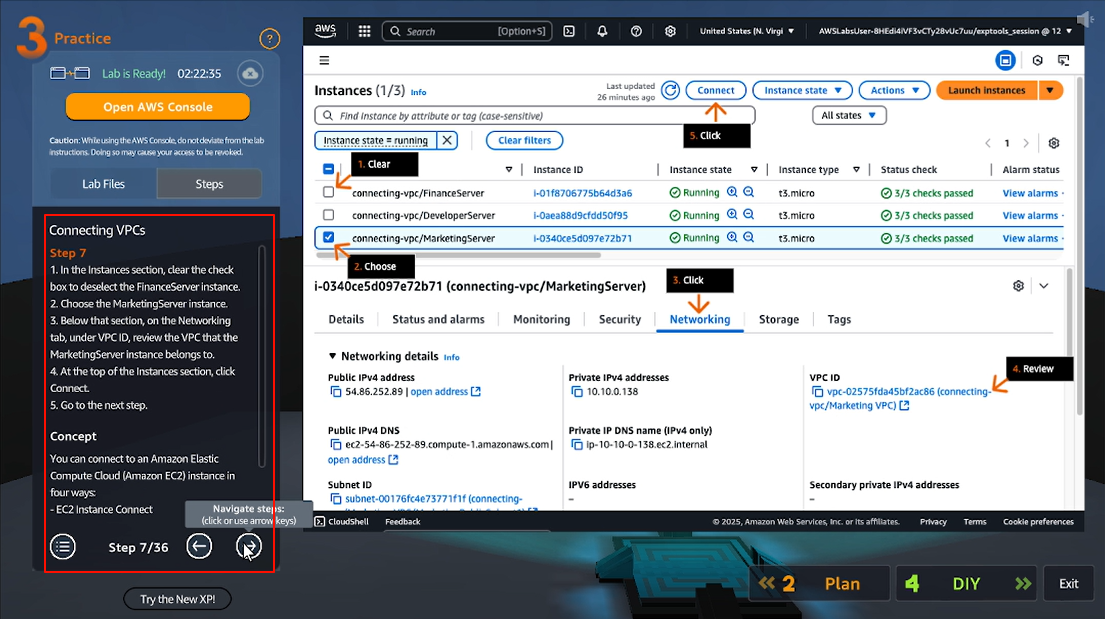 3 Practice
?
Lab is Ready! 02:22:35
Open AWS Console
Caution: While using the AWS Console, do not deviate from the lab
instructions. Doing so may cause your access to be revoked.
Lab Files
Steps
Connecting VPCs
Step 7
1. In the Instances section, clear the check
box to deselect the FinanceServer instance.
2. Choose the MarketingServer instance.
3. Below that section, on the Networking
tab, under VPC ID, review the VPC that the
MarketingServer instance belongs to.
4. At the top of the Instances section, click
Connect.
5. Go to the next step.
Concept
You can connect to an Amazon Elastic
Compute Cloud (Amazon EC2) instance in
four ways:
- EC2 Instance Connect
Navigate steps:
(click or use arrow keys)
Step 7/36
Try the New XP!
aws
Search [Option+S]
United States (N. Virgi
AWSLabsUser-8HEdi4iVF3vCTy28vUc7uu/exptools_session @ 12
Instances (1/3) Info
Last updated
26 minutes ago
Connect
Instance state
Actions
Launch instances
Find Instance by attribute or tag (case-sensitive)
All states
5. Click
Instance state = running
Clear filters
1
1. Clear
Instance ID
Instance state
Instance type
Status check
Alarm status
connecting-vpc/FinanceServer i-01f8706775b64d3a6 Running t3.micro 3/3 checks passed View alarms
connecting-vpc/DeveloperServer i-0aea88d9cfdd50f95 Running t3.micro 3/3 checks passed View alarms
connecting-vpc/MarketingServer i-0340ce5d097e72b71 Running t3.micro 3/3 checks passed View alarms
2. Choose
3. Click
i-0340ce5d097e72b71 (connecting-vpc/MarketingServer)
Details
Status and alarms
Monitoring
Security
Networking
Storage
Tags
Networking details Info
4. Review
Public IPv4 address
54.86.252.89 | open address
Private IPv4 addresses
10.10.0.138
VPC ID
vpc-02575fda45bf2ac86 (connecting-
vpc/Marketing VPC)
Public IPv4 DNS
ec2-54-86-252-89.compute-1.amazonaws.com |
open address
Private IP DNS name (IPv4 only)
ip-10-10-0-138.ec2.internal
Subnet ID
subnet-00176fc4e73771f1f (connecting-
IPV6 addresses
–
Secondary private IPv4 addresses
–
CloudShell
Feedback
© 2025, Amazon Web Services, Inc. or its affiliates.
Privacy
Terms
Cookie preferences
2 Plan
4 DIY
Exit